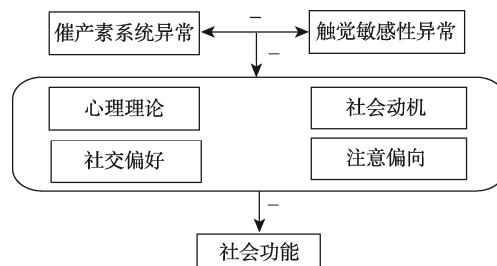 催产素系统异常
−
触觉敏感性异常
−
心理理论
社会动机
社交偏好
注意偏向
−
社会功能